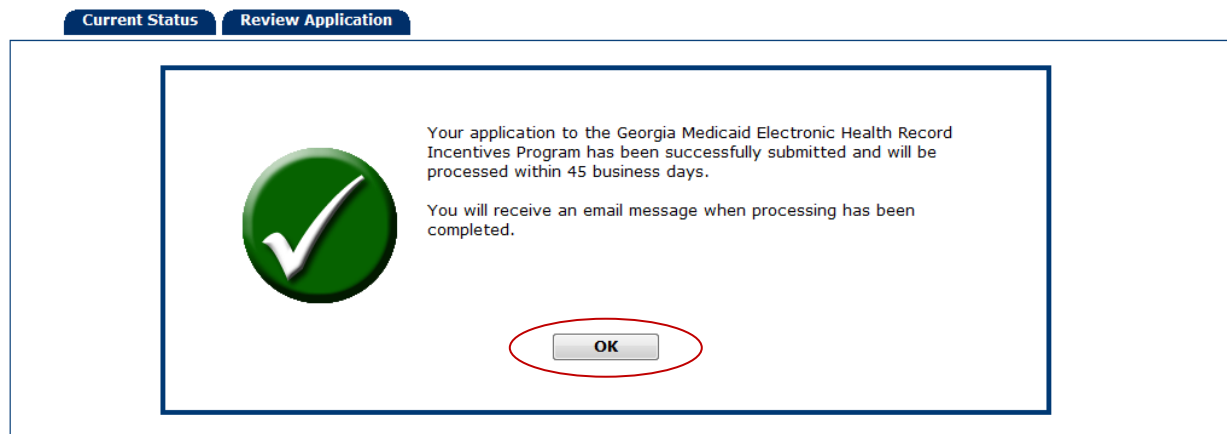 Current Status Review Application
Your application to the Georgia Medicaid Electronic Health Record
Incentives Program has been successfully submitted and will be
processed within 45 business days.
You will receive an email message when processing has been
completed.
OK